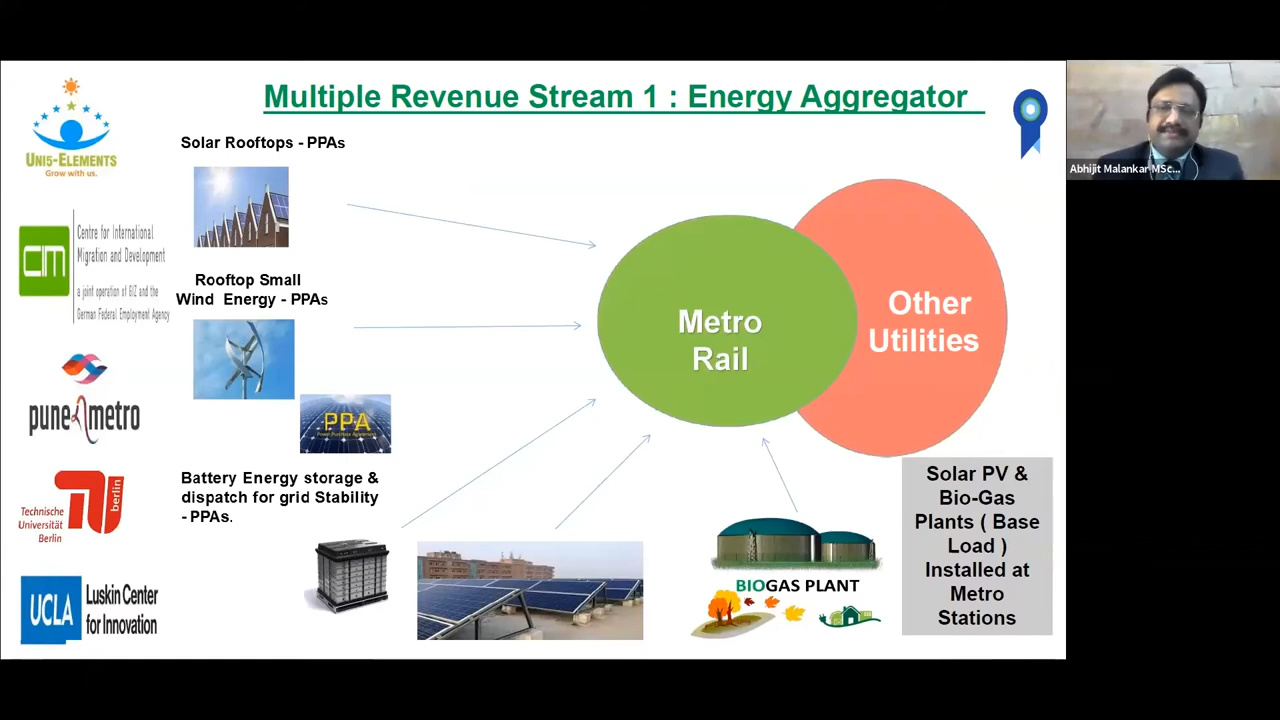 Multiple Revenue Stream 1 : Energy Aggregator
UNI5-ELEMENTS
Grow with us.
Solar Rooftops - PPAs
Abhijit Malankar MSc...
CIM
Centre for International
Migration and Development
a joint operation of GIZ and the
German Federal Employment Agency
Rooftop Small
Wind Energy - PPAs
Metro
Rail
Other
Utilities
pune metro
PPA
Power Purchase Agreement
Battery Energy storage &
dispatch for grid Stability
- PPAs.
Technische
Universität
Berlin
berlin
Solar PV &
Bio-Gas
Plants ( Base
Load )
Installed at
Metro
Stations
BIOGAS PLANT
UCLA
Luskin Center
for Innovation